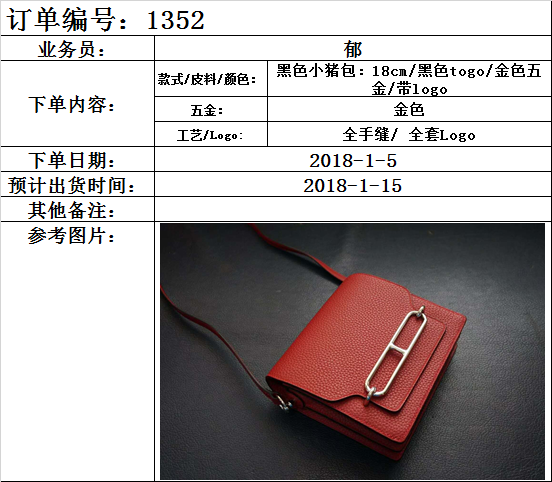 订单编号：1352
业务员：
郁
下单内容：
款式/皮料/颜色：
黑色小猪包：18cm/黑色togo/金色五
金/带logo
五金：
金色
工艺/Logo:
全手缝/ 全套Logo
下单日期：
2018-1-5
预计出货时间：
2018-1-15
其他备注：
参考图片：